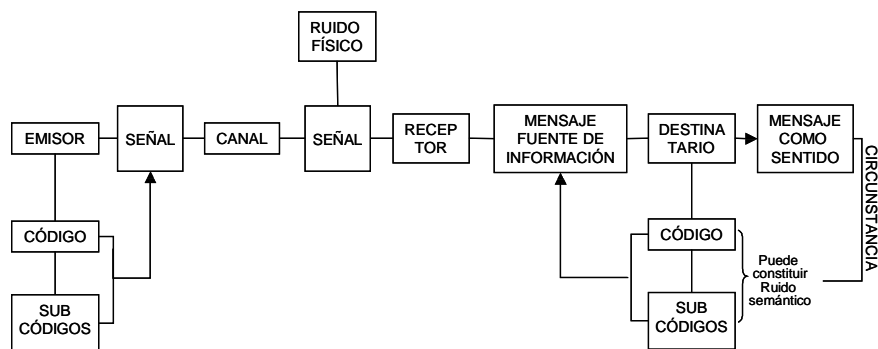 RUIDO
FÍSICO
EMISOR
SEÑAL
CANAL
SEÑAL
RECEP
TOR
MENSAJE
FUENTE DE
INFORMACIÓN
DESTINA
TARIO
MENSAJE
COMO
SENTIDO
CIRCUNSTANCIA
CÓDIGO
SUB
CÓDIGOS
CÓDIGO
SUB
CÓDIGOS
Puede
constituir
Ruido
semántico